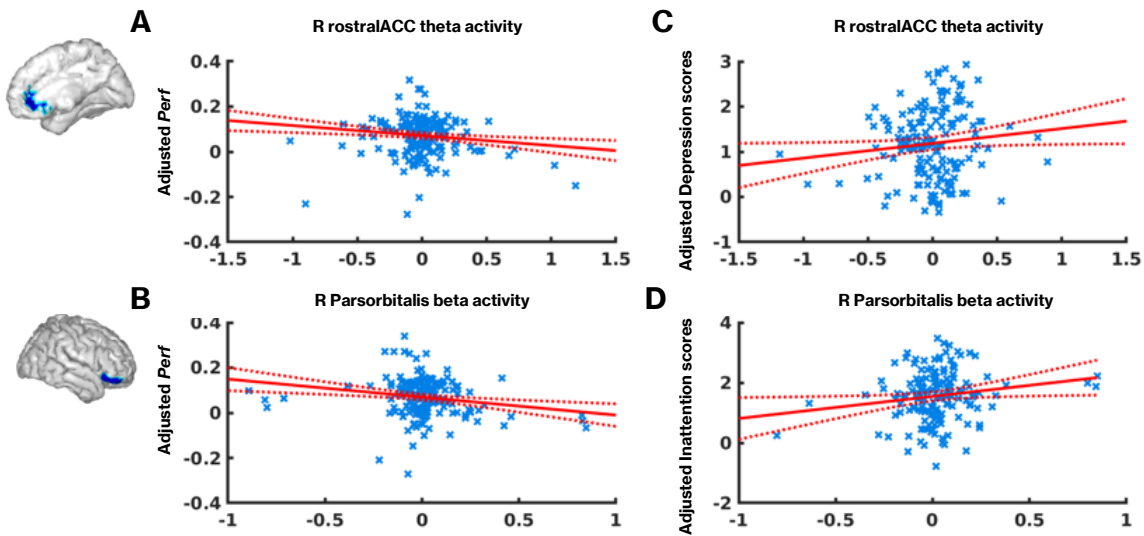 A
R rostralACC theta activity
Adjusted Perf
0.4
0.2
0
-0.2
-0.4
-1.5 -1 -0.5 0 0.5 1 1.5
C
R rostralACC theta activity
Adjusted Depression scores
3
2
1
0
-1
-1.5 -1 -0.5 0 0.5 1 1.5
B
R Parsorbitalis beta activity
Adjusted Perf
0.4
0.2
0
-0.2
-0.4
-1 -0.5 0 0.5 1
D
R Parsorbitalis beta activity
Adjusted Inattention scores
4
2
0
-2
-1 -0.5 0 0.5 1